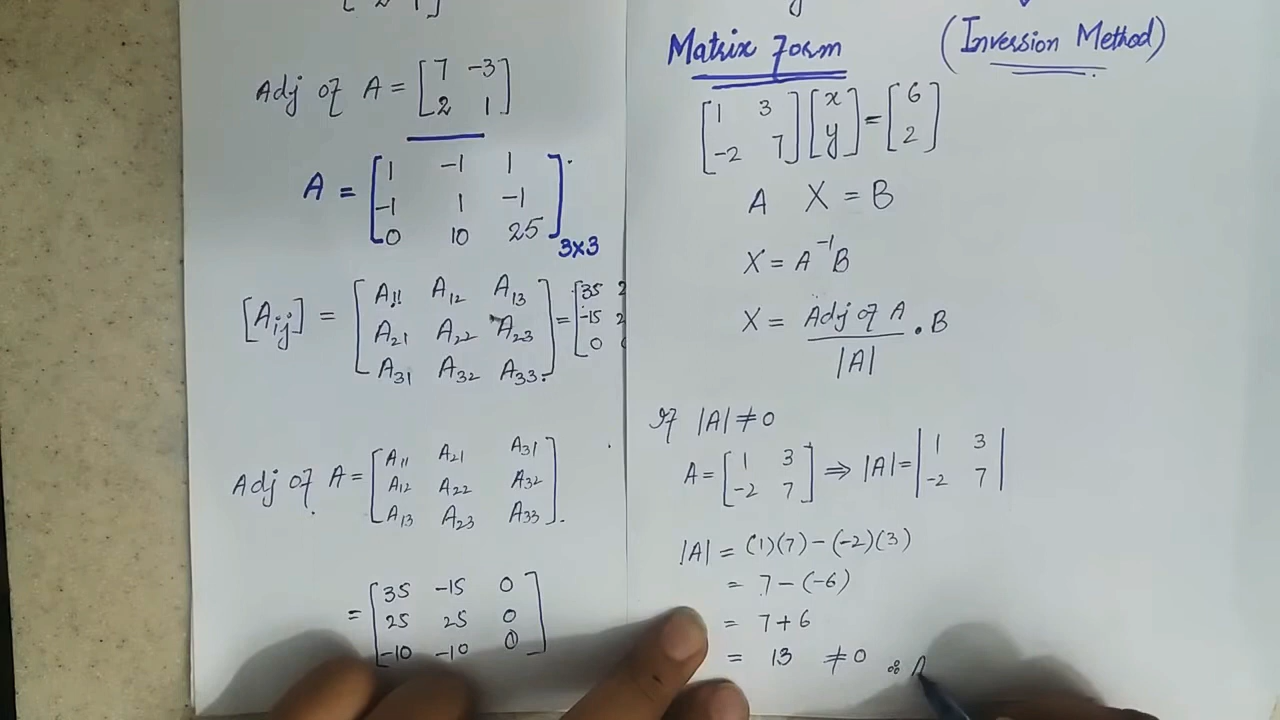 Adj of A = [7 -3
2 1]
A = [1 -1 1
-1 1 -1
0 10 25] 3x3
[Aij] = [A11 A12 A13
A21 A22 A23
A31 A32 A33.] = [35 2
-15 2
0
Adj of A = [A11 A21 A31
A12 A22 A32
A13 A23 A33].
= [35 -15 0
25 25 0
-10 -10 0]
Matrix Form (Inversion Method)
[1 3
-2 7] [x
y] = [6
2]
A X = B
X = A⁻¹B
X = Adj of A / |A| . B
If |A| ≠ 0
A = [1 3
-2 7] ⇒ |A| = |1 3
-2 7|
|A| = (1)(7) - (-2)(3)
= 7 - (-6)
= 7 + 6
= 13 ≠ 0